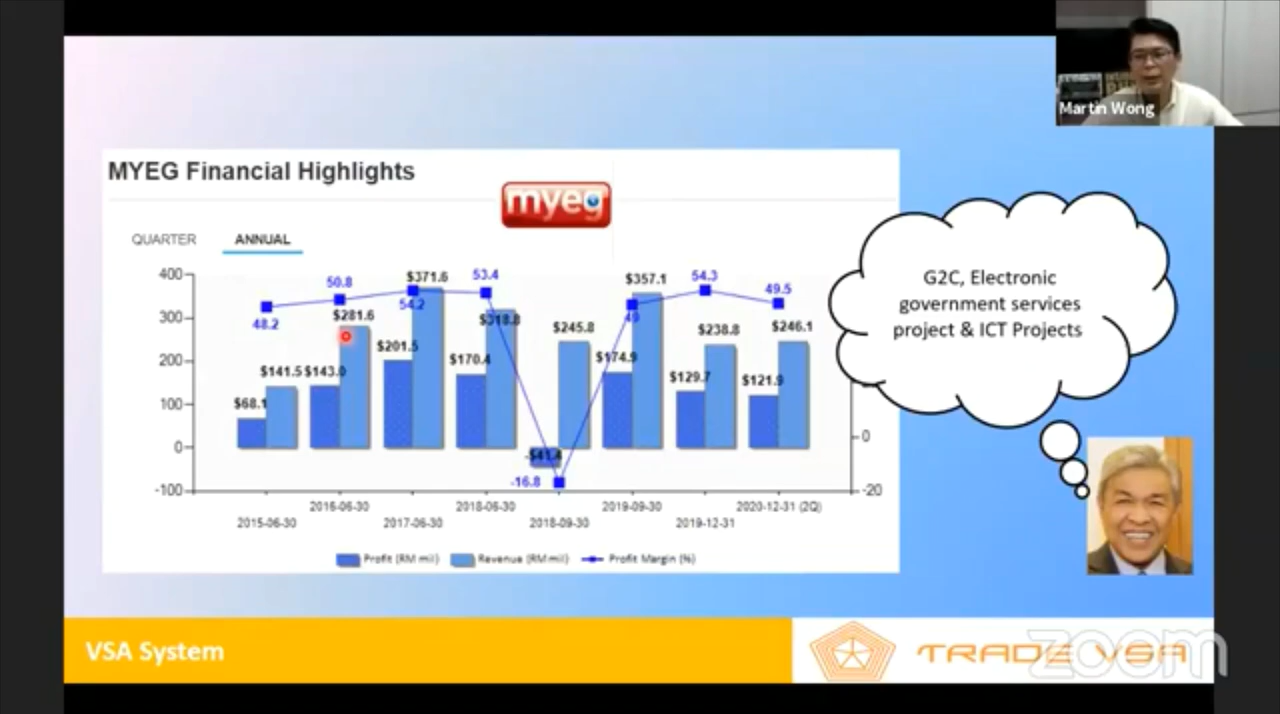 Martin Wong
MYEG Financial Highlights
myeg
QUARTER
ANNUAL
400
300
200
100
0
-100
0
-20
48.2
50.8
54.2
53.4
-16.8
49
54.3
49.5
$68.1
$141.5
$143.0
$281.6
$201.5
$371.6
$170.4
$318.8
-$41.4
$245.8
$174.9
$357.1
$129.7
$238.8
$121.9
$246.1
2015-06-30
2016-06-30
2017-06-30
2018-06-30
2018-09-30
2019-09-30
2019-12-31
2020-12-31 (2Q)
Profit (RM mil)
Revenue (RM mil)
Profit Margin (%)
G2C, Electronic
government services
project & ICT Projects
VSA System
TRADE VSA
zoom